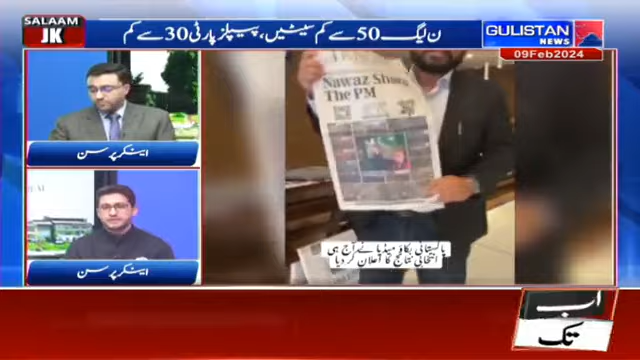 SALAAM
JK
ن لیگ 50 سے کم سیٹیں، پیپلز پارٹی 30 سے کم
GULISTAN
NEWS
09Feb2024
Nawaz Sharif
The PM
اینکر پرسن
اینکر پرسن
پاکستانی بکاؤ میڈیا نے آج ہی
انتخابی نتائج کا اعلان کر دیا
اب
تک